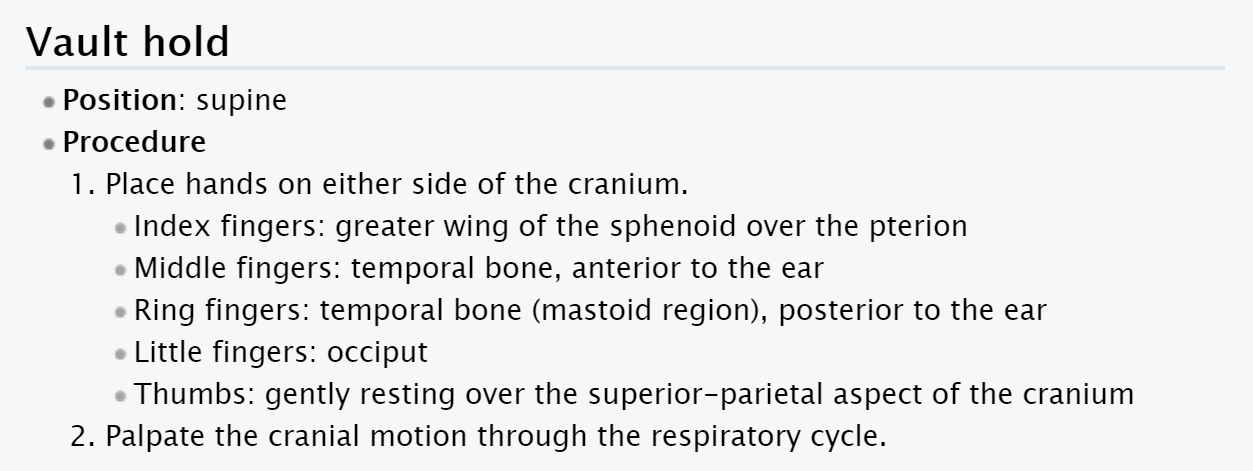 Vault hold
Position: supine
Procedure
1. Place hands on either side of the cranium.
Index fingers: greater wing of the sphenoid over the pterion
Middle fingers: temporal bone, anterior to the ear
Ring fingers: temporal bone (mastoid region), posterior to the ear
Little fingers: occiput
Thumbs: gently resting over the superior–parietal aspect of the cranium
2. Palpate the cranial motion through the respiratory cycle.